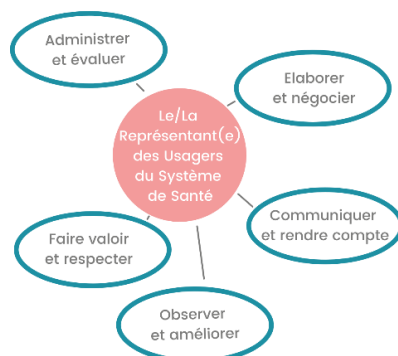 Administrer
et évaluer
Elaborer
et négocier
Le/La
Représentant(e)
des Usagers
du Système
de Santé
Communiquer
et rendre compte
Faire valoir
et respecter
Observer
et améliorer